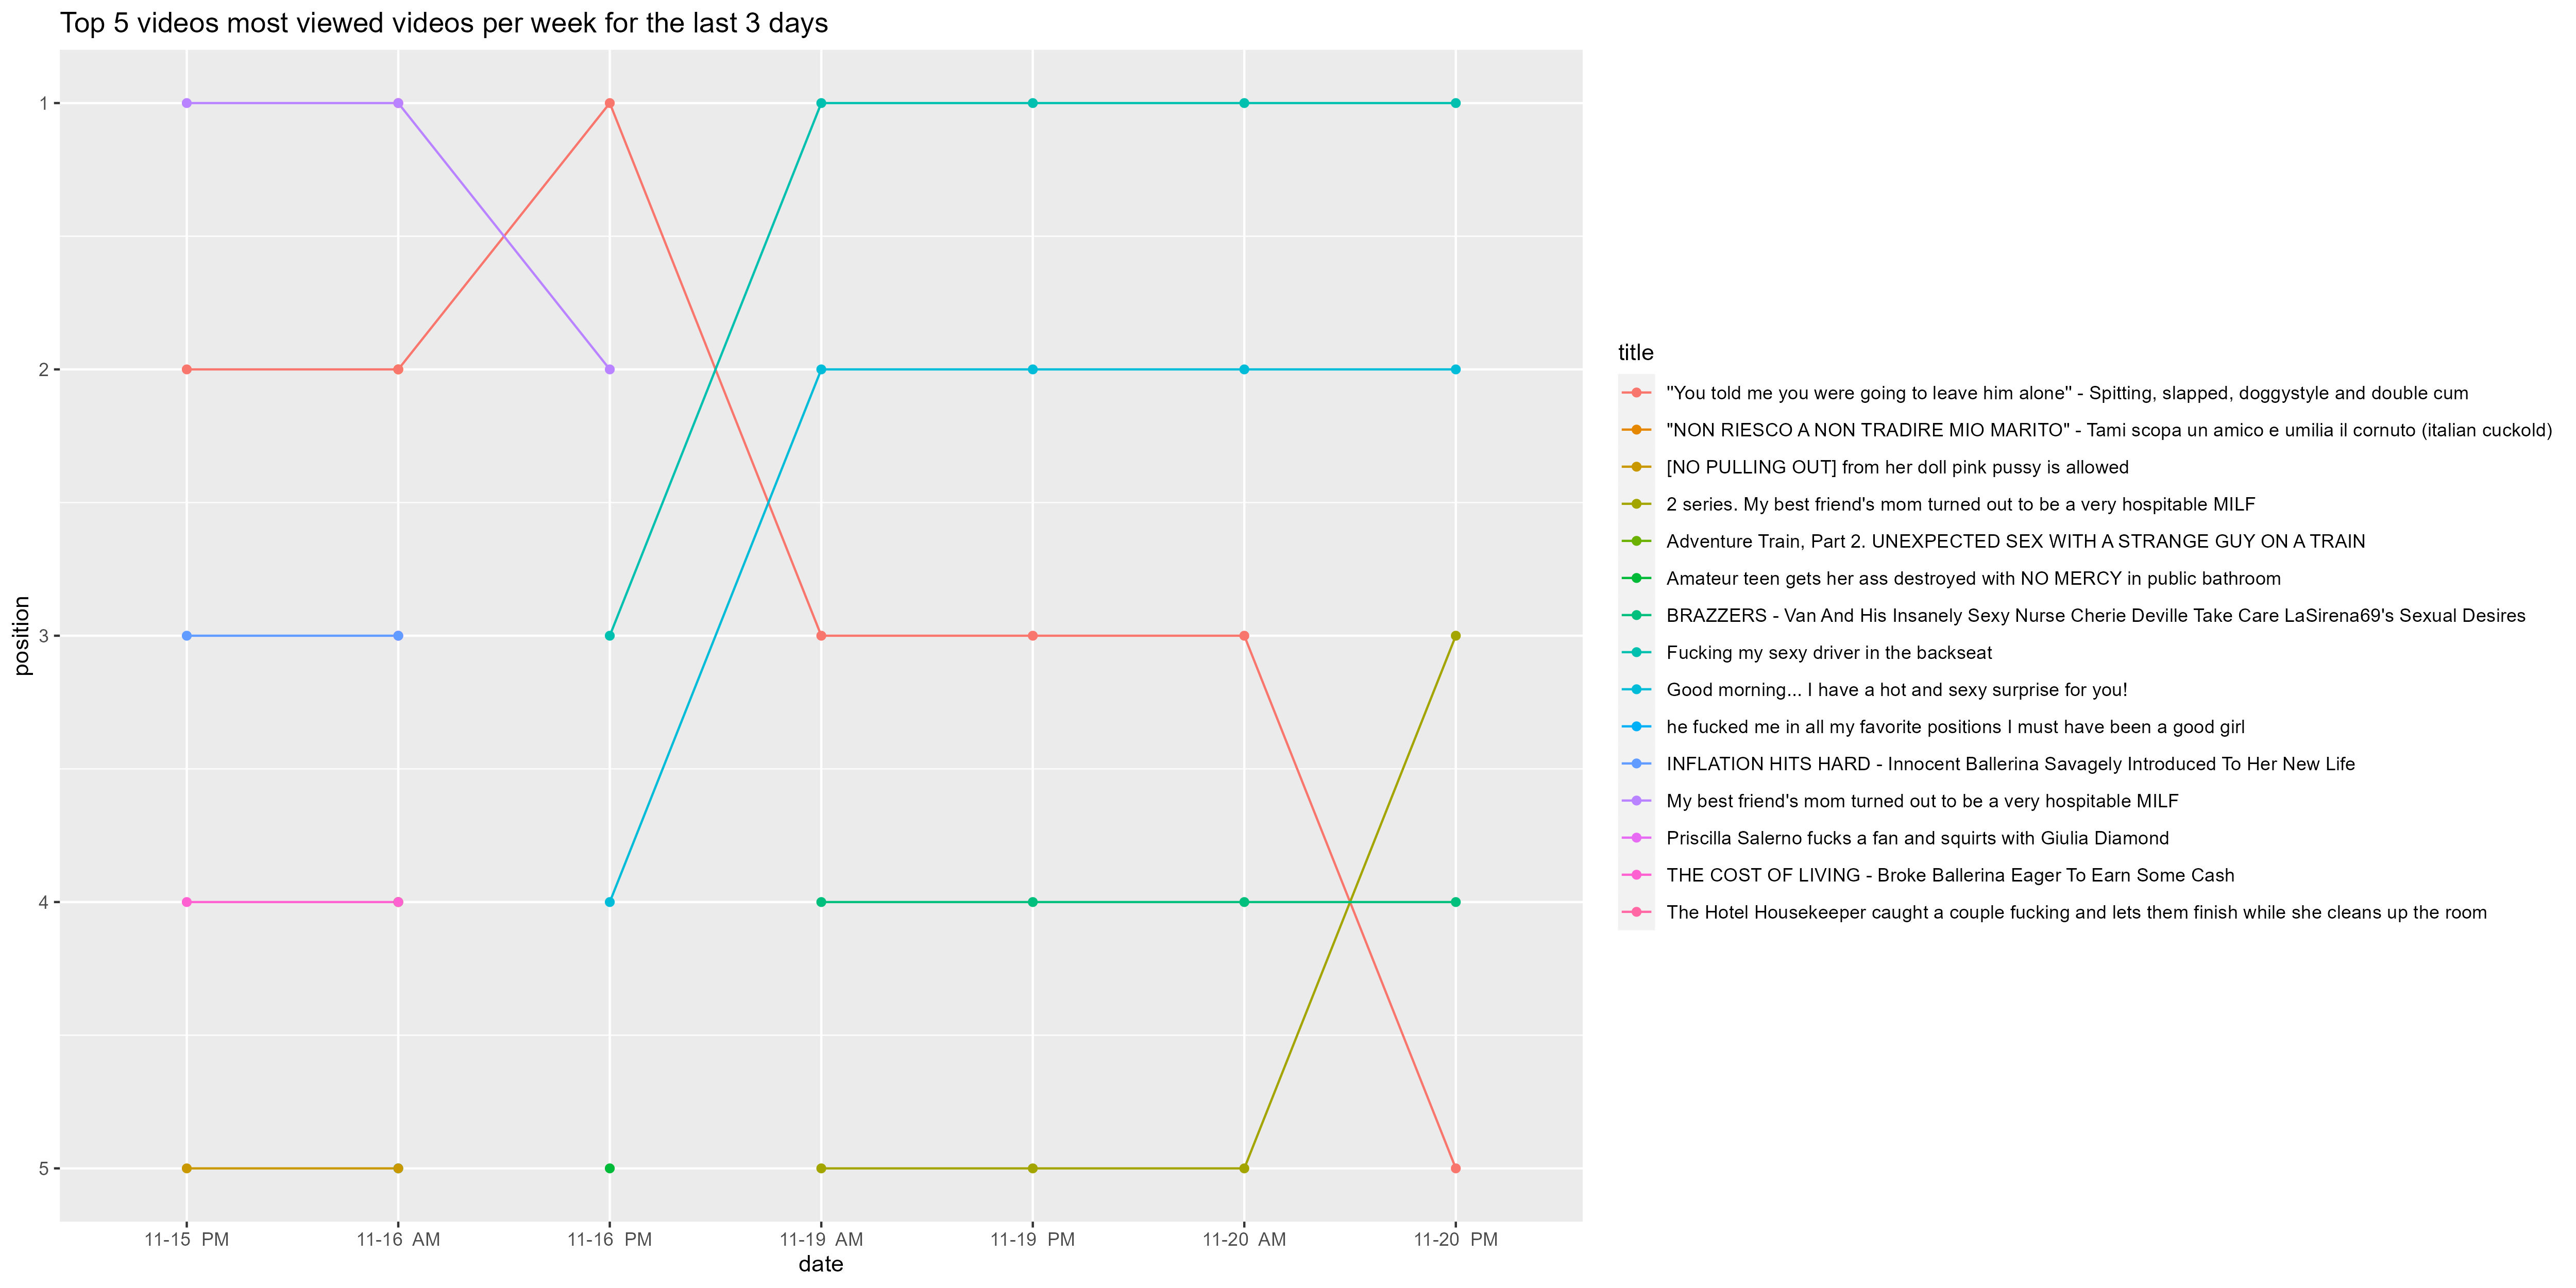 Top 5 videos most viewed videos per week for the last 3 days
position
1
2
3
4
5
11-15 PM
11-16 AM
11-16 PM
11-19 AM
11-19 PM
11-20 AM
11-20 PM
date
title
"You told me you were going to leave him alone" - Spitting, slapped, doggystyle and double cum
"NON RIESCO A NON TRADIRE MIO MARITO" - Tami scopa un amico e umilia il cornuto (italian cuckold)
[NO PULLING OUT] from her doll pink pussy is allowed
2 series. My best friend's mom turned out to be a very hospitable MILF
Adventure Train, Part 2. UNEXPECTED SEX WITH A STRANGE GUY ON A TRAIN
Amateur teen gets her ass destroyed with NO MERCY in public bathroom
BRAZZERS - Van And His Insanely Sexy Nurse Cherie Deville Take Care LaSirena69's Sexual Desires
Fucking my sexy driver in the backseat
Good morning... I have a hot and sexy surprise for you!
he fucked me in all my favorite positions I must have been a good girl
INFLATION HITS HARD - Innocent Ballerina Savagely Introduced To Her New Life
My best friend's mom turned out to be a very hospitable MILF
Priscilla Salerno fucks a fan and squirts with Giulia Diamond
THE COST OF LIVING - Broke Ballerina Eager To Earn Some Cash
The Hotel Housekeeper caught a couple fucking and lets them finish while she cleans up the room